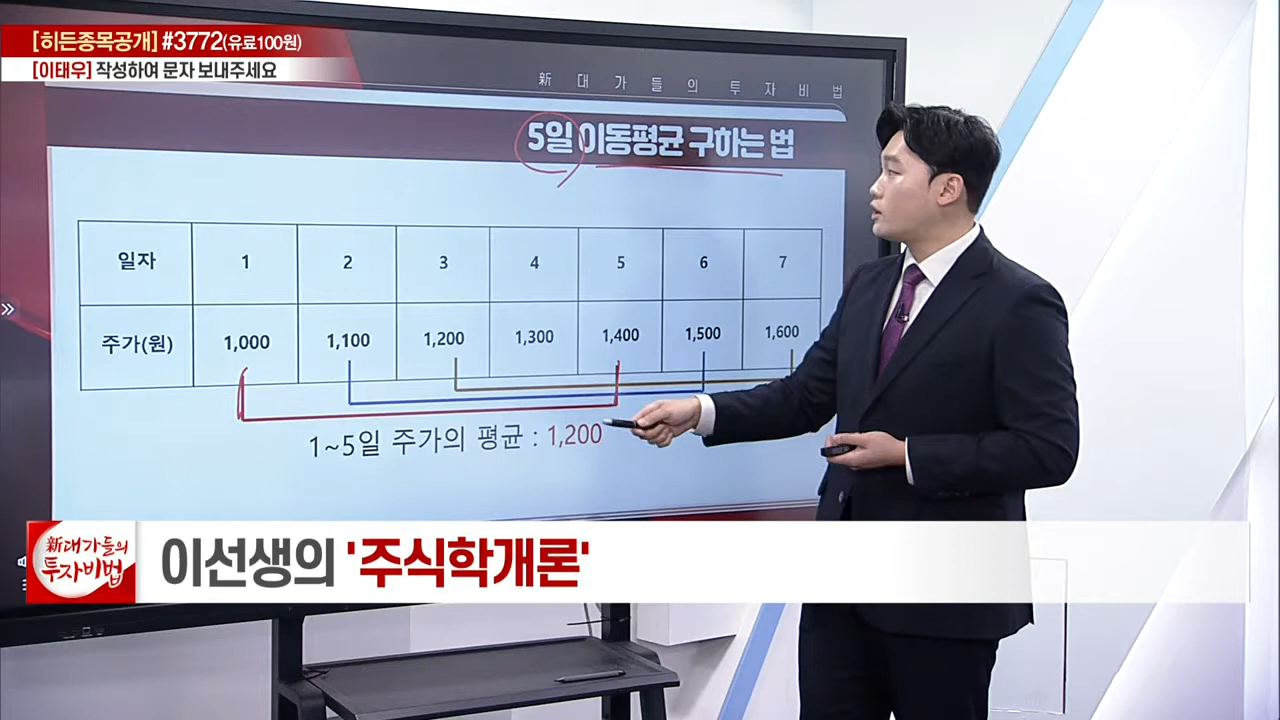 [히든종목공개] #3772(유료100원)
[이태우] 작성하여 문자 보내주세요
新 대 가 들 의 투 자 비 법
5일 이동평균 구하는 법
일자 1 2 3 4 5 6 7
주가(원) 1,000 1,100 1,200 1,300 1,400 1,500 1,600
1~5일 주가의 평균 : 1,200
新대가들의
투자비법
이선생의 '주식학개론'